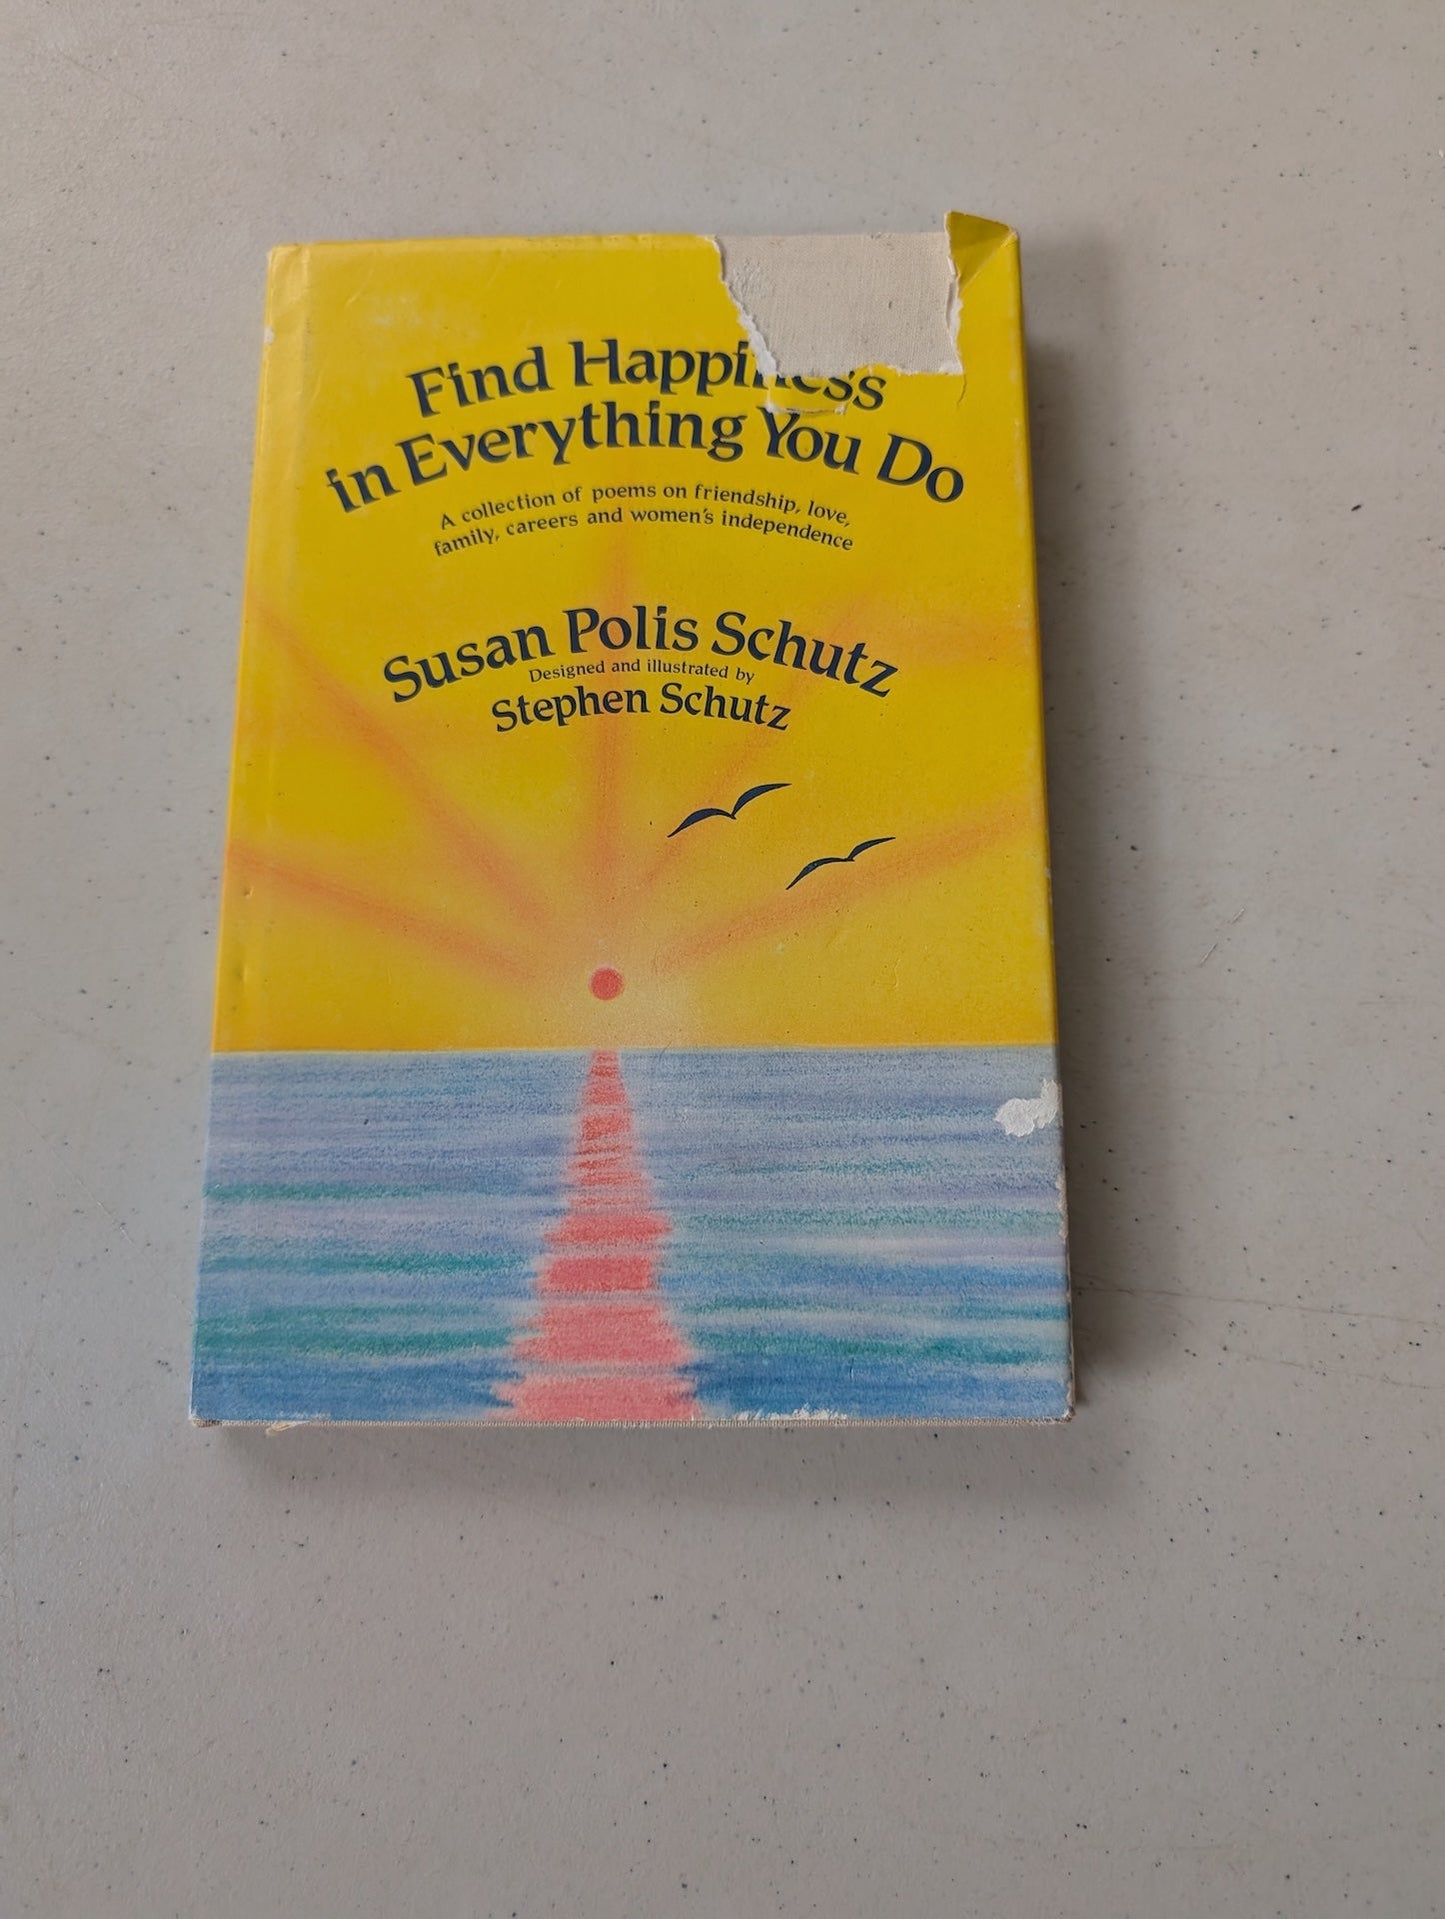 Find Happiness
in Everything You Do
A collection of poems on friendship, love,
family, careers and women's independence
Susan Polis Schutz
Designed and illustrated by
Stephen Schutz